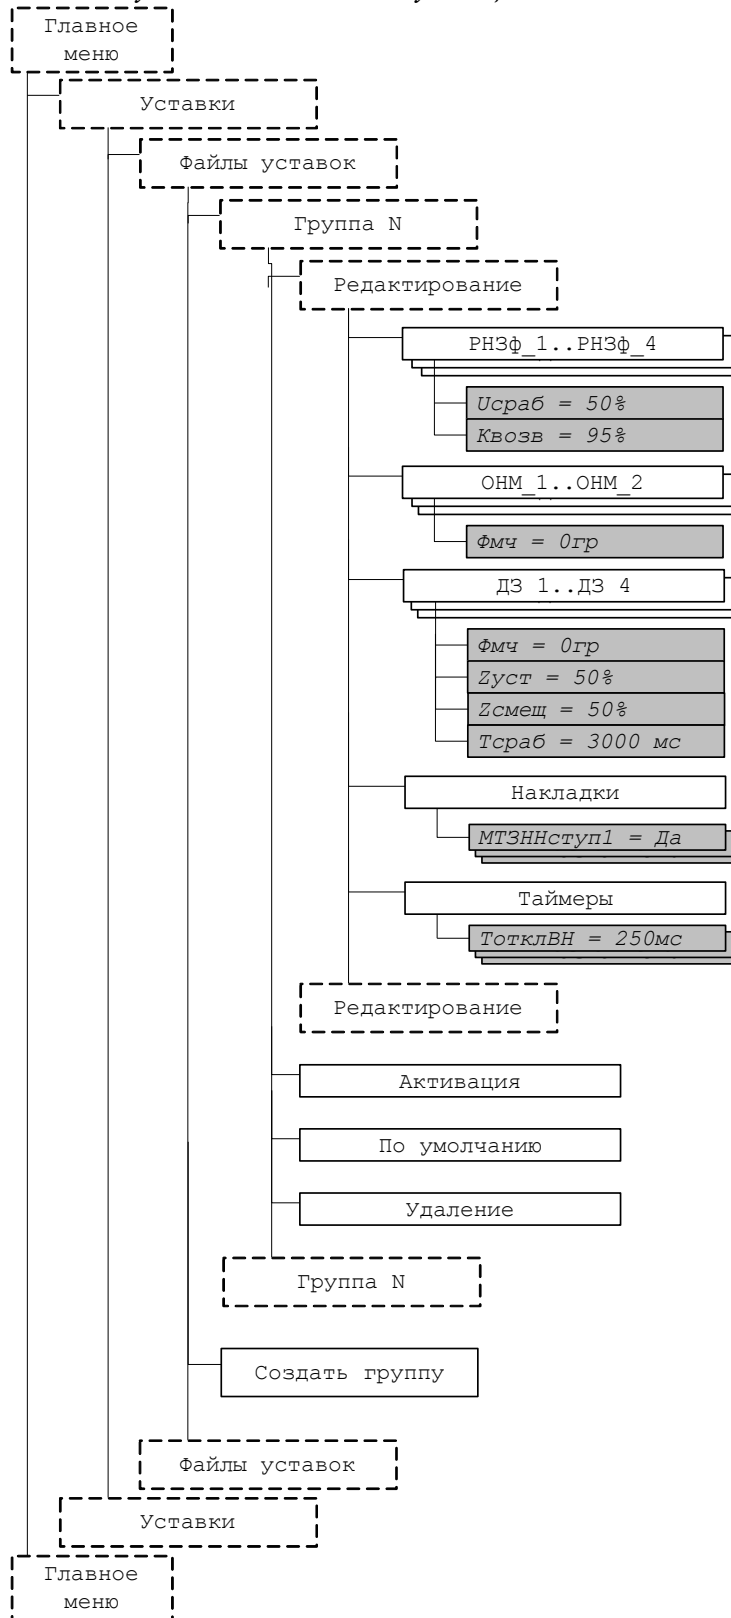 Главное
меню
Уставки
Файлы уставок
Группа N
Редактирование
РНЗф_1..РНЗф_4
Uсраб = 50%
Kвозв = 95%
ОНМ_1..ОНМ_2
Фмч = 0гр
ДЗ 1..ДЗ 4
Фмч = 0гр
Zуст = 50%
Zсмещ = 50%
Тсраб = 3000 мс
Накладки
МТЗННступ1 = Да
Таймеры
ТотклВН = 250мс
Редактирование
Активация
По умолчанию
Удаление
Группа N
Создать группу
Файлы уставок
Уставки
Главное
меню